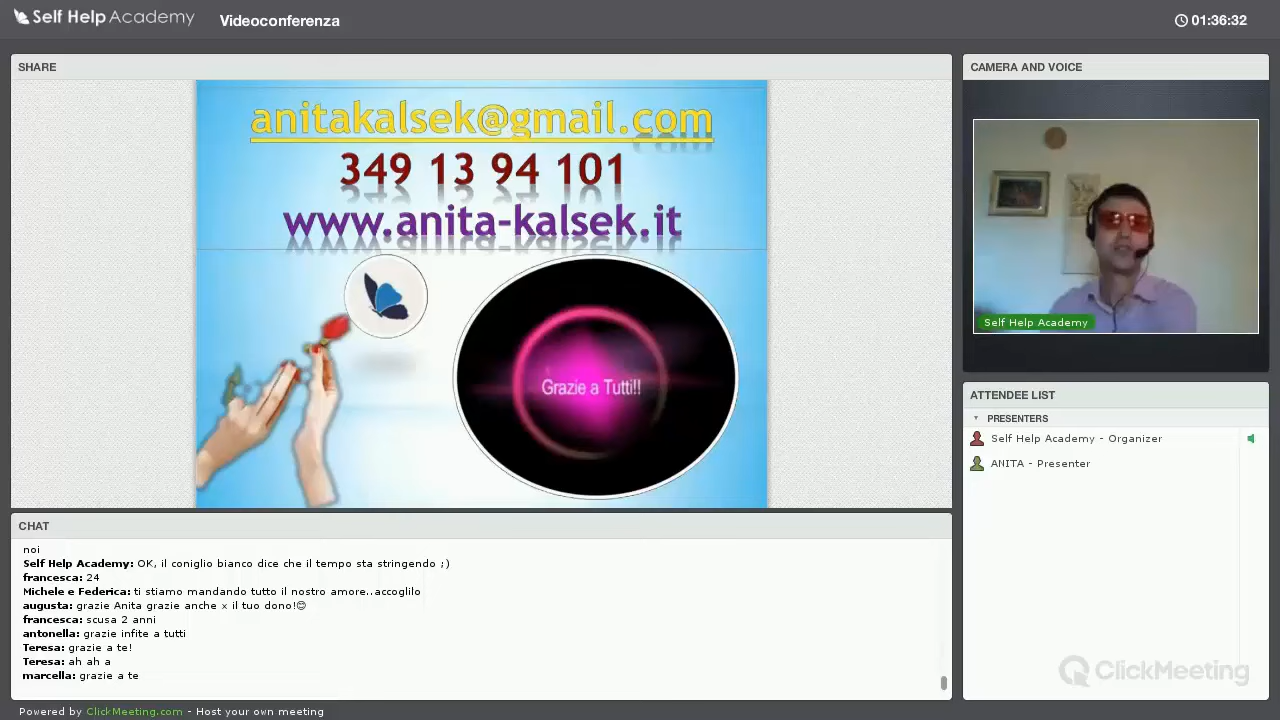 Self Help Academy
Videoconferenza
01:36:32
SHARE
anitakalsek@gmail.com
349 13 94 101
www.anita-kalsek.it
Grazie a Tutti!!
CAMERA AND VOICE
Self Help Academy
ATTENDEE LIST
PRESENTERS
Self Help Academy - Organizer
ANITA - Presenter
CHAT
noi
Self Help Academy: OK, il coniglio bianco dice che il tempo sta stringendo ;)
francesca: 24
Michele e Federica: ti stiamo mandando tutto il nostro amore..accoglilo
augusta: grazie Anita grazie anche x il tuo dono!😊
francesca: scusa 2 anni
antonella: grazie infite a tutti
Teresa: grazie a te!
Teresa: ah ah a
marcella: grazie a te
ClickMeeting
Powered by ClickMeeting.com - Host your own meeting